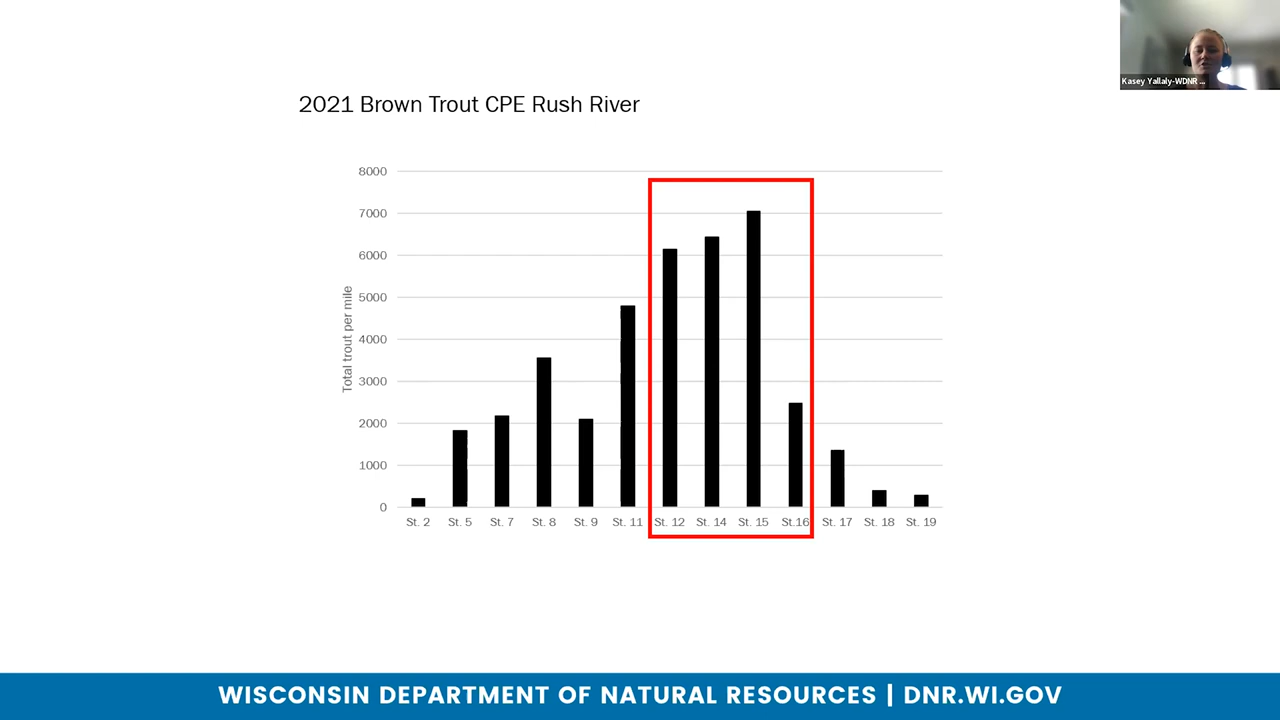 Kasey Yallaly-WDNR ...
2021 Brown Trout CPE Rush River
Total trout per mile
8000
7000
6000
5000
4000
3000
2000
1000
0
St. 2 St. 5 St. 7 St. 8 St. 9 St. 11 St. 12 St. 14 St. 15 St.16 St. 17 St. 18 St. 19
WISCONSIN DEPARTMENT OF NATURAL RESOURCES | DNR.WI.GOV